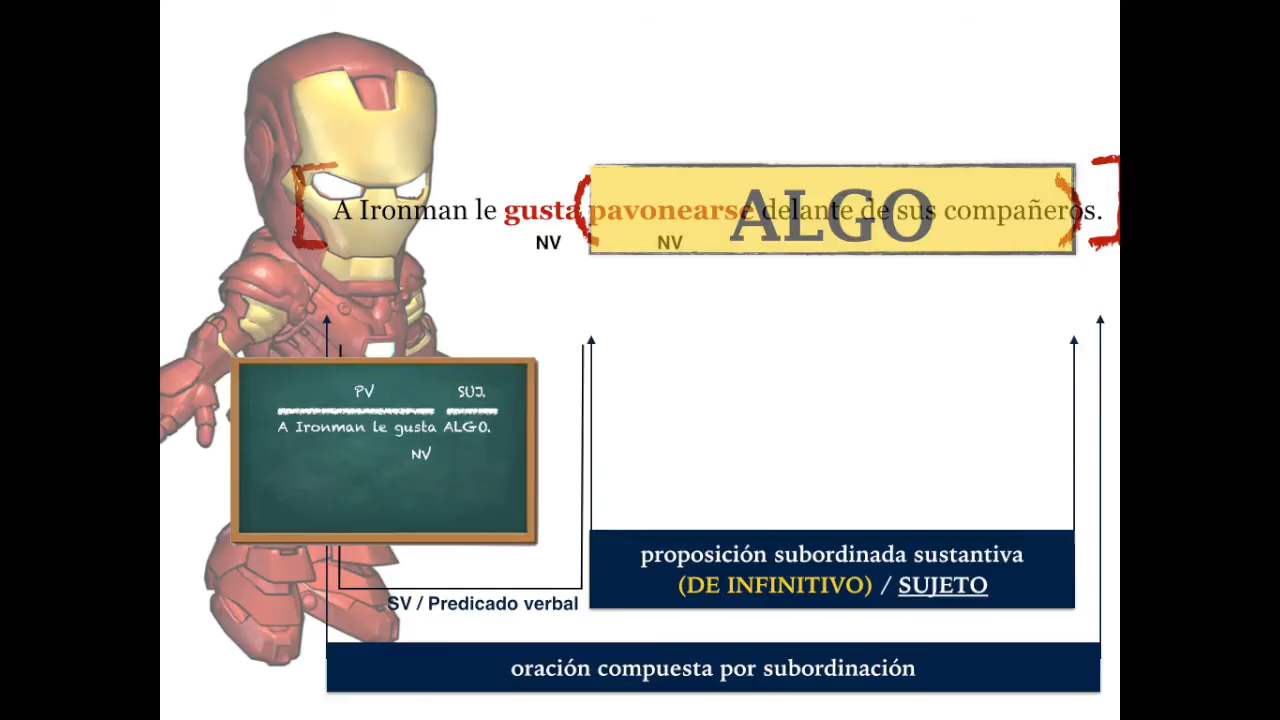 A Ironman le gusta pavonearse delante de sus compañeros.
ALGO
NV NV
PV SUJ.
A Ironman le gusta ALGO.
NV
proposición subordinada sustantiva
(DE INFINITIVO) / SUJETO
SV / Predicado verbal
oración compuesta por subordinación